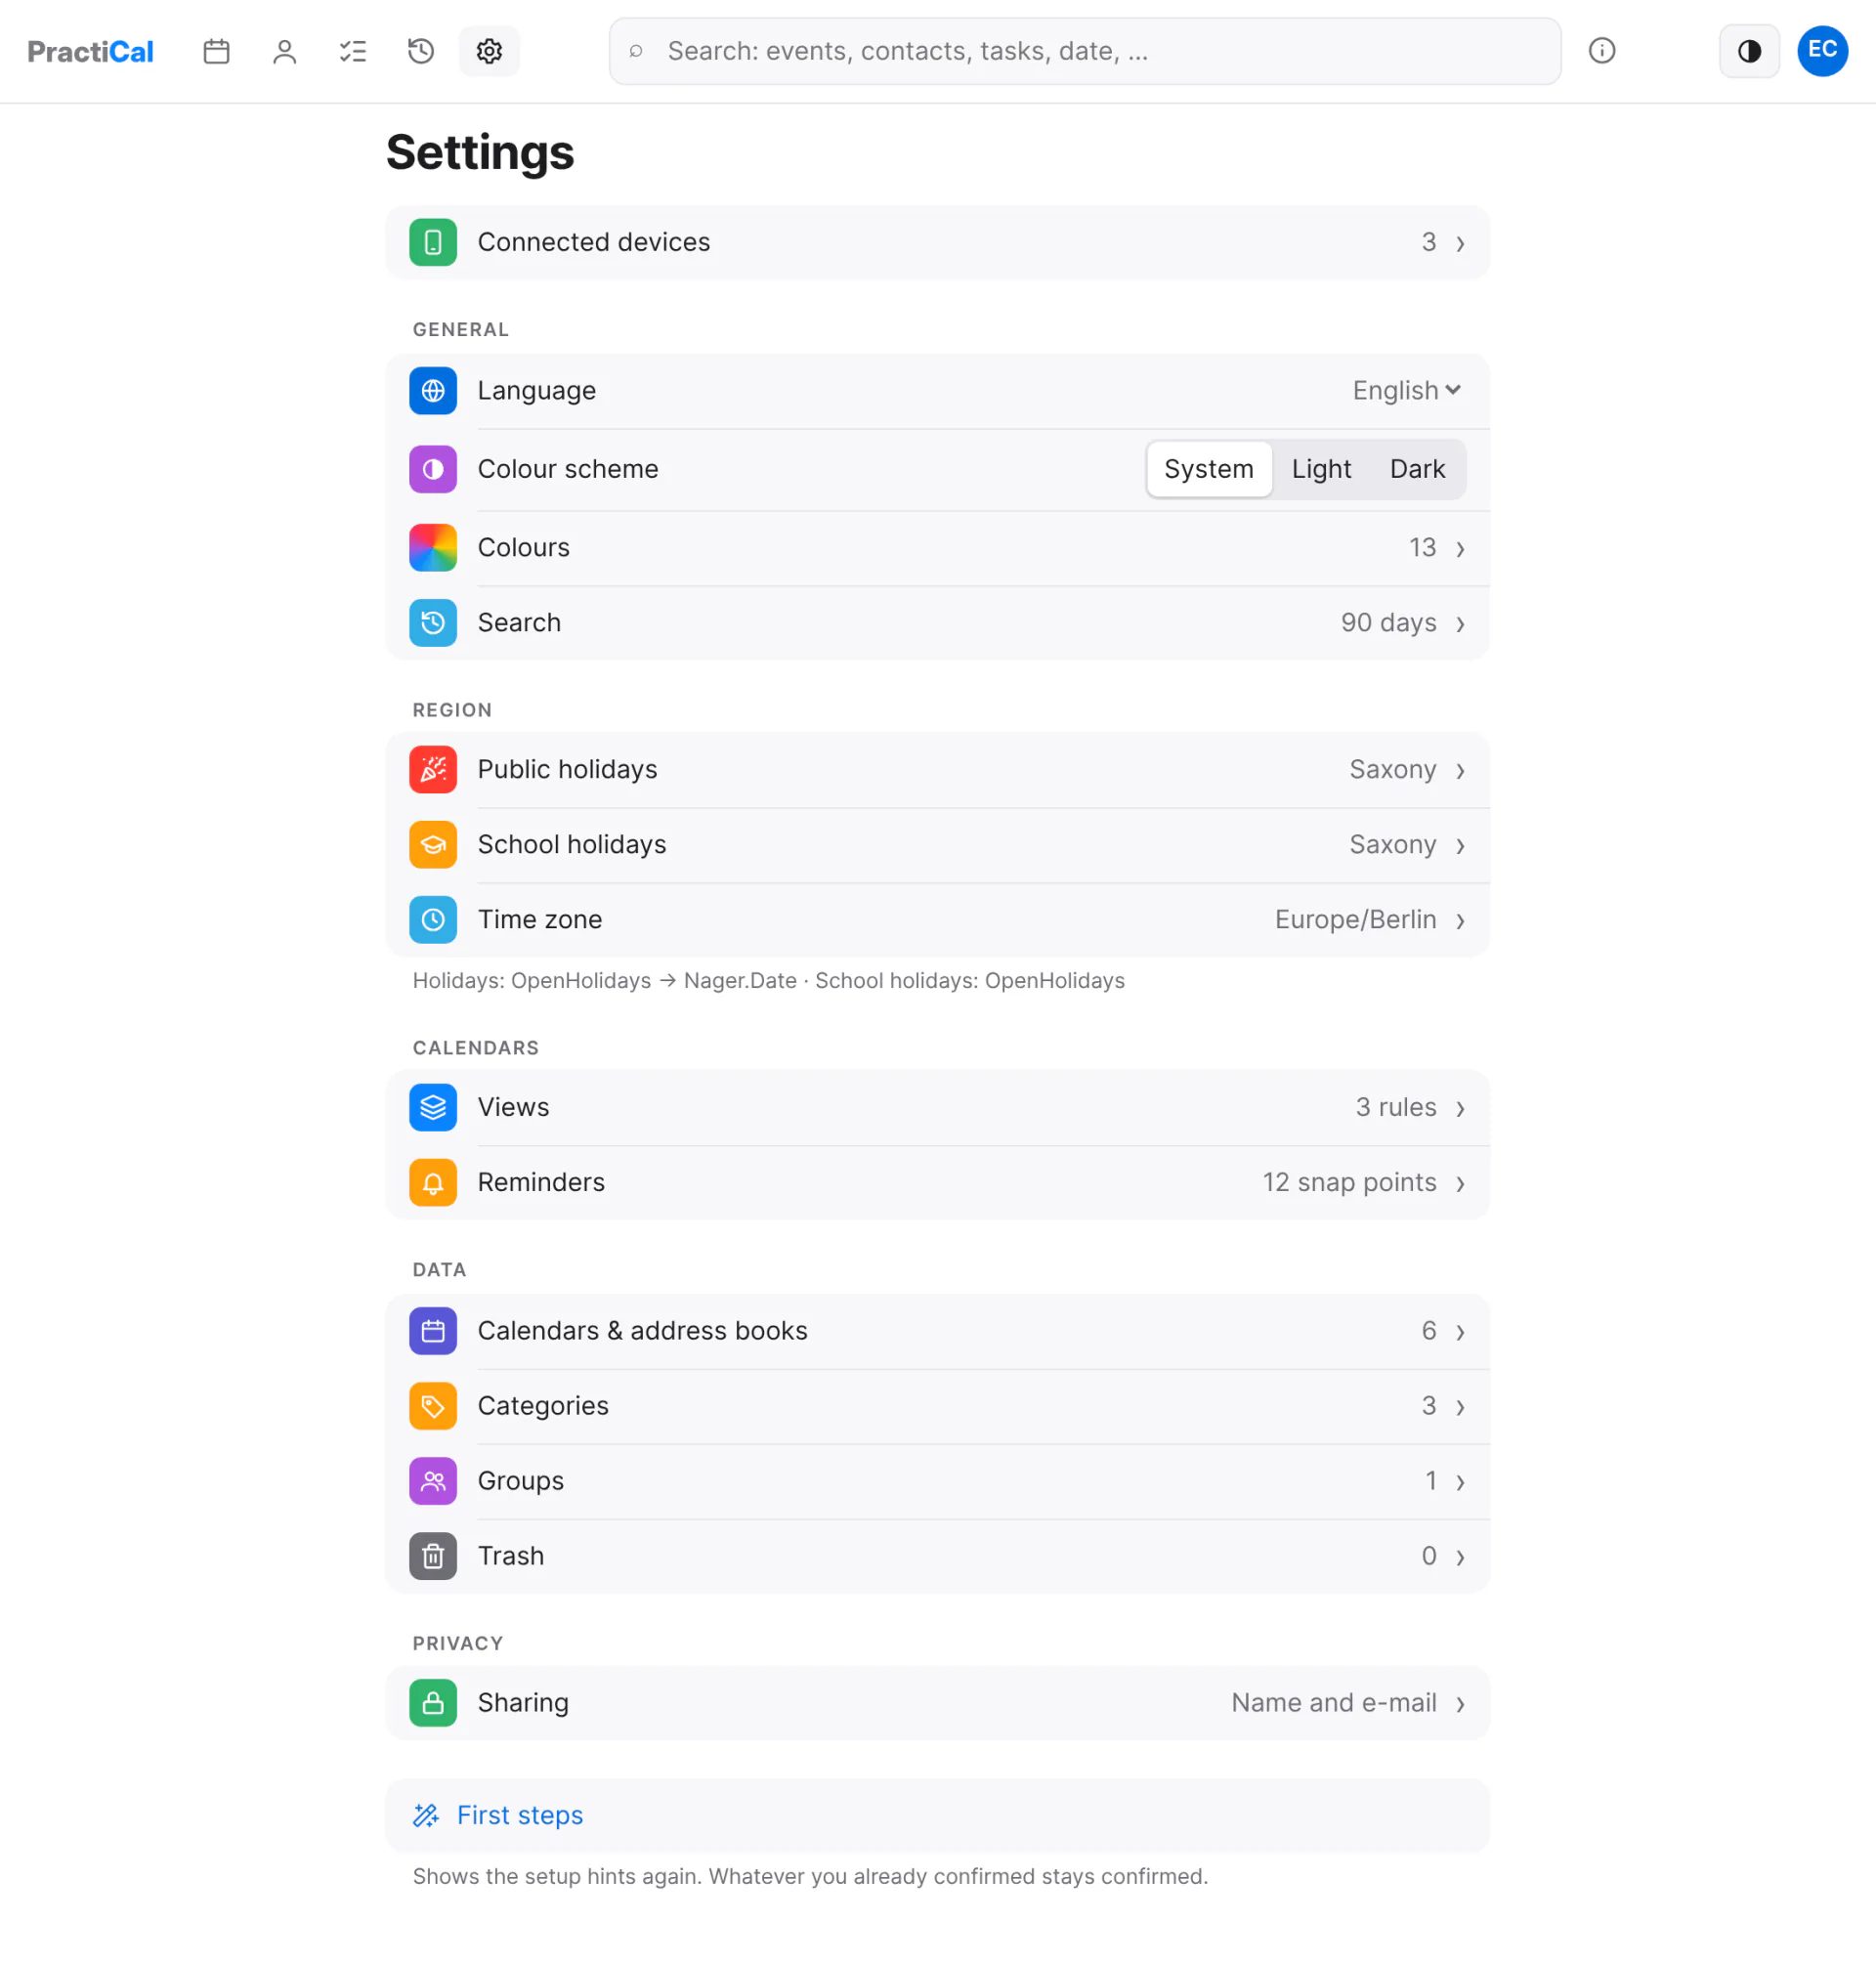 PractiCal
Search: events, contacts, tasks, date, ...
EC
Settings
Connected devices 3
GENERAL
Language English
Colour scheme System Light Dark
Colours 13
Search 90 days
REGION
Public holidays Saxony
School holidays Saxony
Time zone Europe/Berlin
Holidays: OpenHolidays → Nager.Date · School holidays: OpenHolidays
CALENDARS
Views 3 rules
Reminders 12 snap points
DATA
Calendars & address books 6
Categories 3
Groups 1
Trash 0
PRIVACY
Sharing Name and e-mail
First steps
Shows the setup hints again. Whatever you already confirmed stays confirmed.